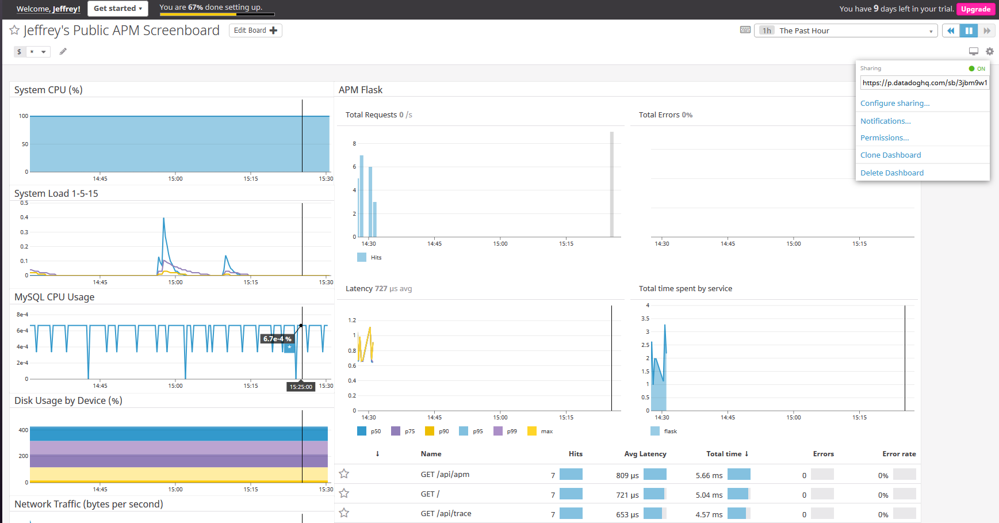 Welcome, Jeffrey!
Get started ▾
You are 67% done setting up.
You have 9 days left in your trial.
Upgrade
Jeffrey's Public APM Screenboard
Edit Board
1h The Past Hour
$ *
Sharing
ON
https://p.datadoghq.com/sb/3jbm9w1
Configure sharing...
Notifications...
Permissions...
Clone Dashboard
Delete Dashboard
System CPU (%)
100
50
0
14:45 15:00 15:15 15:30
System Load 1-5-15
0.5
0.4
0.3
0.2
0.1
0
14:45 15:00 15:15 15:30
MySQL CPU Usage
8e-4
6e-4
4e-4
2e-4
0
6.7e-4 %
*
14:45 15:00 15:15 15:25:00 15:30
Disk Usage by Device (%)
400
200
0
14:45 15:00 15:15 15:30
Network Traffic (bytes per second)
APM Flask
Total Requests 0 /s
8
6
4
2
0
14:30 14:45 15:00 15:15
Hits
Total Errors 0%
14:30 14:45 15:00 15:15
Latency 727 µs avg
1.2
1
0.8
0.6
0.4
0.2
0
14:30 14:45 15:00 15:15
p50 p75 p90 p95 p99 max
Total time spent by service
4
3.5
3
2.5
2
1.5
1
0.5
0
14:30 14:45 15:00 15:15
flask
↓ Name Hits Avg Latency Total time ↓ Errors Error rate
GET /api/apm 7 809 µs 5.66 ms 0 0%
GET / 7 721 µs 5.04 ms 0 0%
GET /api/trace 7 653 µs 4.57 ms 0 0%